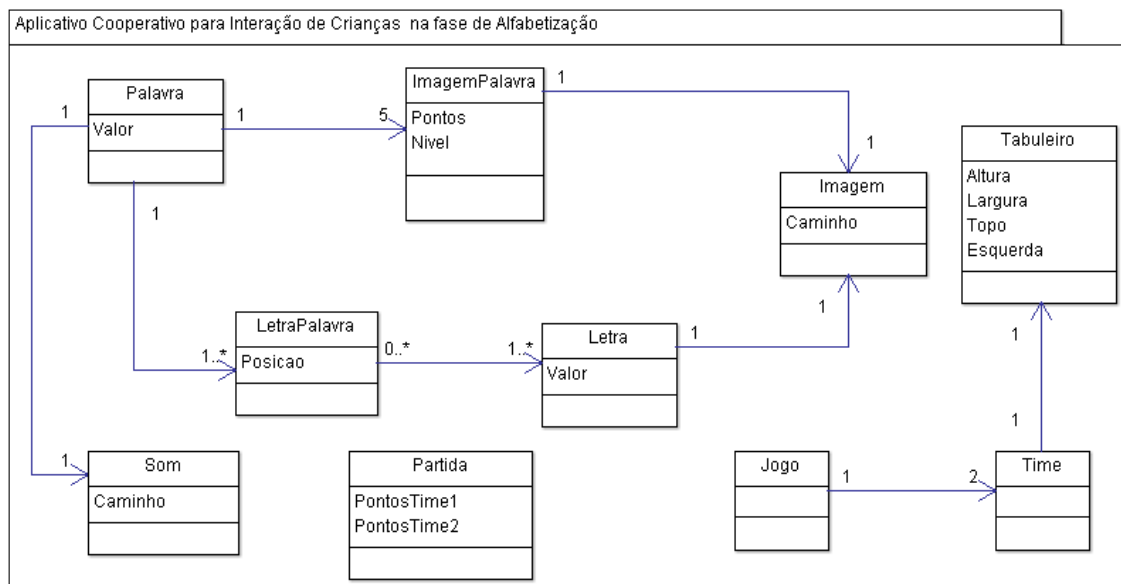 Aplicativo Cooperativo para Interação de Crianças na fase de Alfabetização
Palavra
Valor
1
1
1
5
ImagemPalavra
Pontos
Nivel
1
1
Imagem
Caminho
Tabuleiro
Altura
Largura
Topo
Esquerda
1..*
LetraPalavra
Posicao
0..*
1..*
Letra
Valor
1
1
1
1
1
Som
Caminho
Partida
PontosTime1
PontosTime2
Jogo
1
2
Time